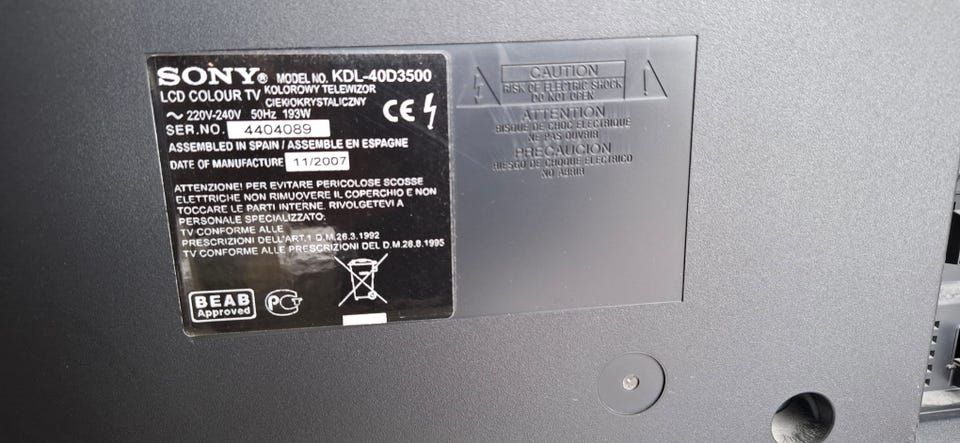 SONY® MODEL NO. KDL-40D3500
LCD COLOUR TV KOLOROWY TELEWIZOR
CIEKŁOKRYSTALICZNY
~ 220V-240V 50Hz 193W
CE
SER.NO. 4404089
ASSEMBLED IN SPAIN / ASSEMBLE EN ESPAGNE
DATE OF MANUFACTURE 11/2007
ATTENZIONE! PER EVITARE PERICOLOSE SCOSSE
ELETTRICHE NON RIMUOVERE IL COPERCHIO E NON
TOCCARE LE PARTI INTERNE. RIVOLGETEVI A
PERSONALE SPECIALIZZATO.
TV CONFORME ALLE
PRESCRIZIONI DELL'ART.1 D.M.26.3.1992
TV CONFORME ALLE PRESCRIZIONI DEL D.M.26.8.1995
BEAB
Approved
PCT
CAUTION
RISK OF ELECTRIC SHOCK
DO NOT OPEN
ATTENTION
RISQUE DE CHOC ELECTRIQUE
NE PAS OUVRIR
PRECAUCION
RIESGO DE CHOQUE ELECTRICO
NO ABRIR